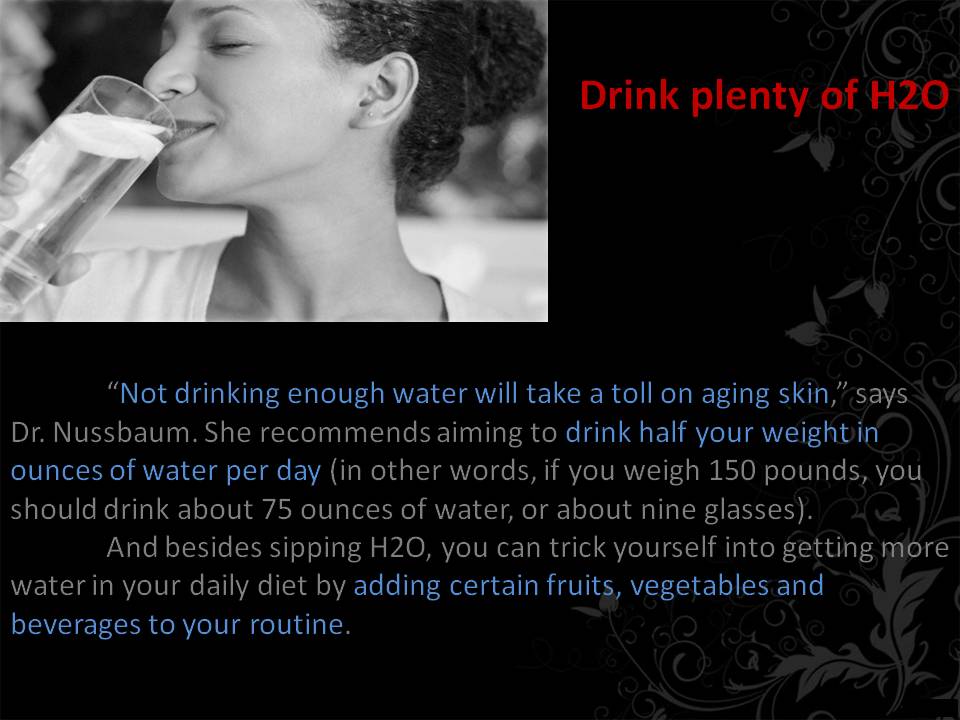 Drink plenty of H2O
“Not drinking enough water will take a toll on aging skin,” says
Dr. Nussbaum. She recommends aiming to drink half your weight in
ounces of water per day (in other words, if you weigh 150 pounds, you
should drink about 75 ounces of water, or about nine glasses).
And besides sipping H2O, you can trick yourself into getting more
water in your daily diet by adding certain fruits, vegetables and
beverages to your routine.